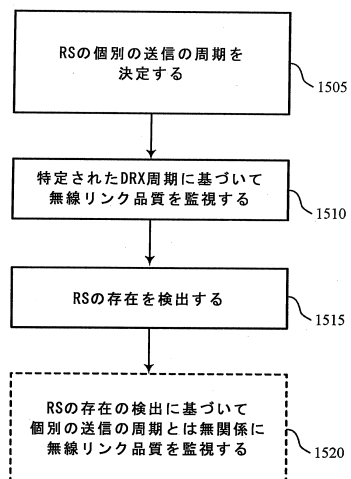 RSの個別の送信の周期を
決定する
1505
特定されたDRX周期に基づいて
無線リンク品質を監視する
1510
RSの存在を検出する
1515
RSの存在の検出に基づいて
個別の送信の周期とは無関係に
無線リンク品質を監視する
1520